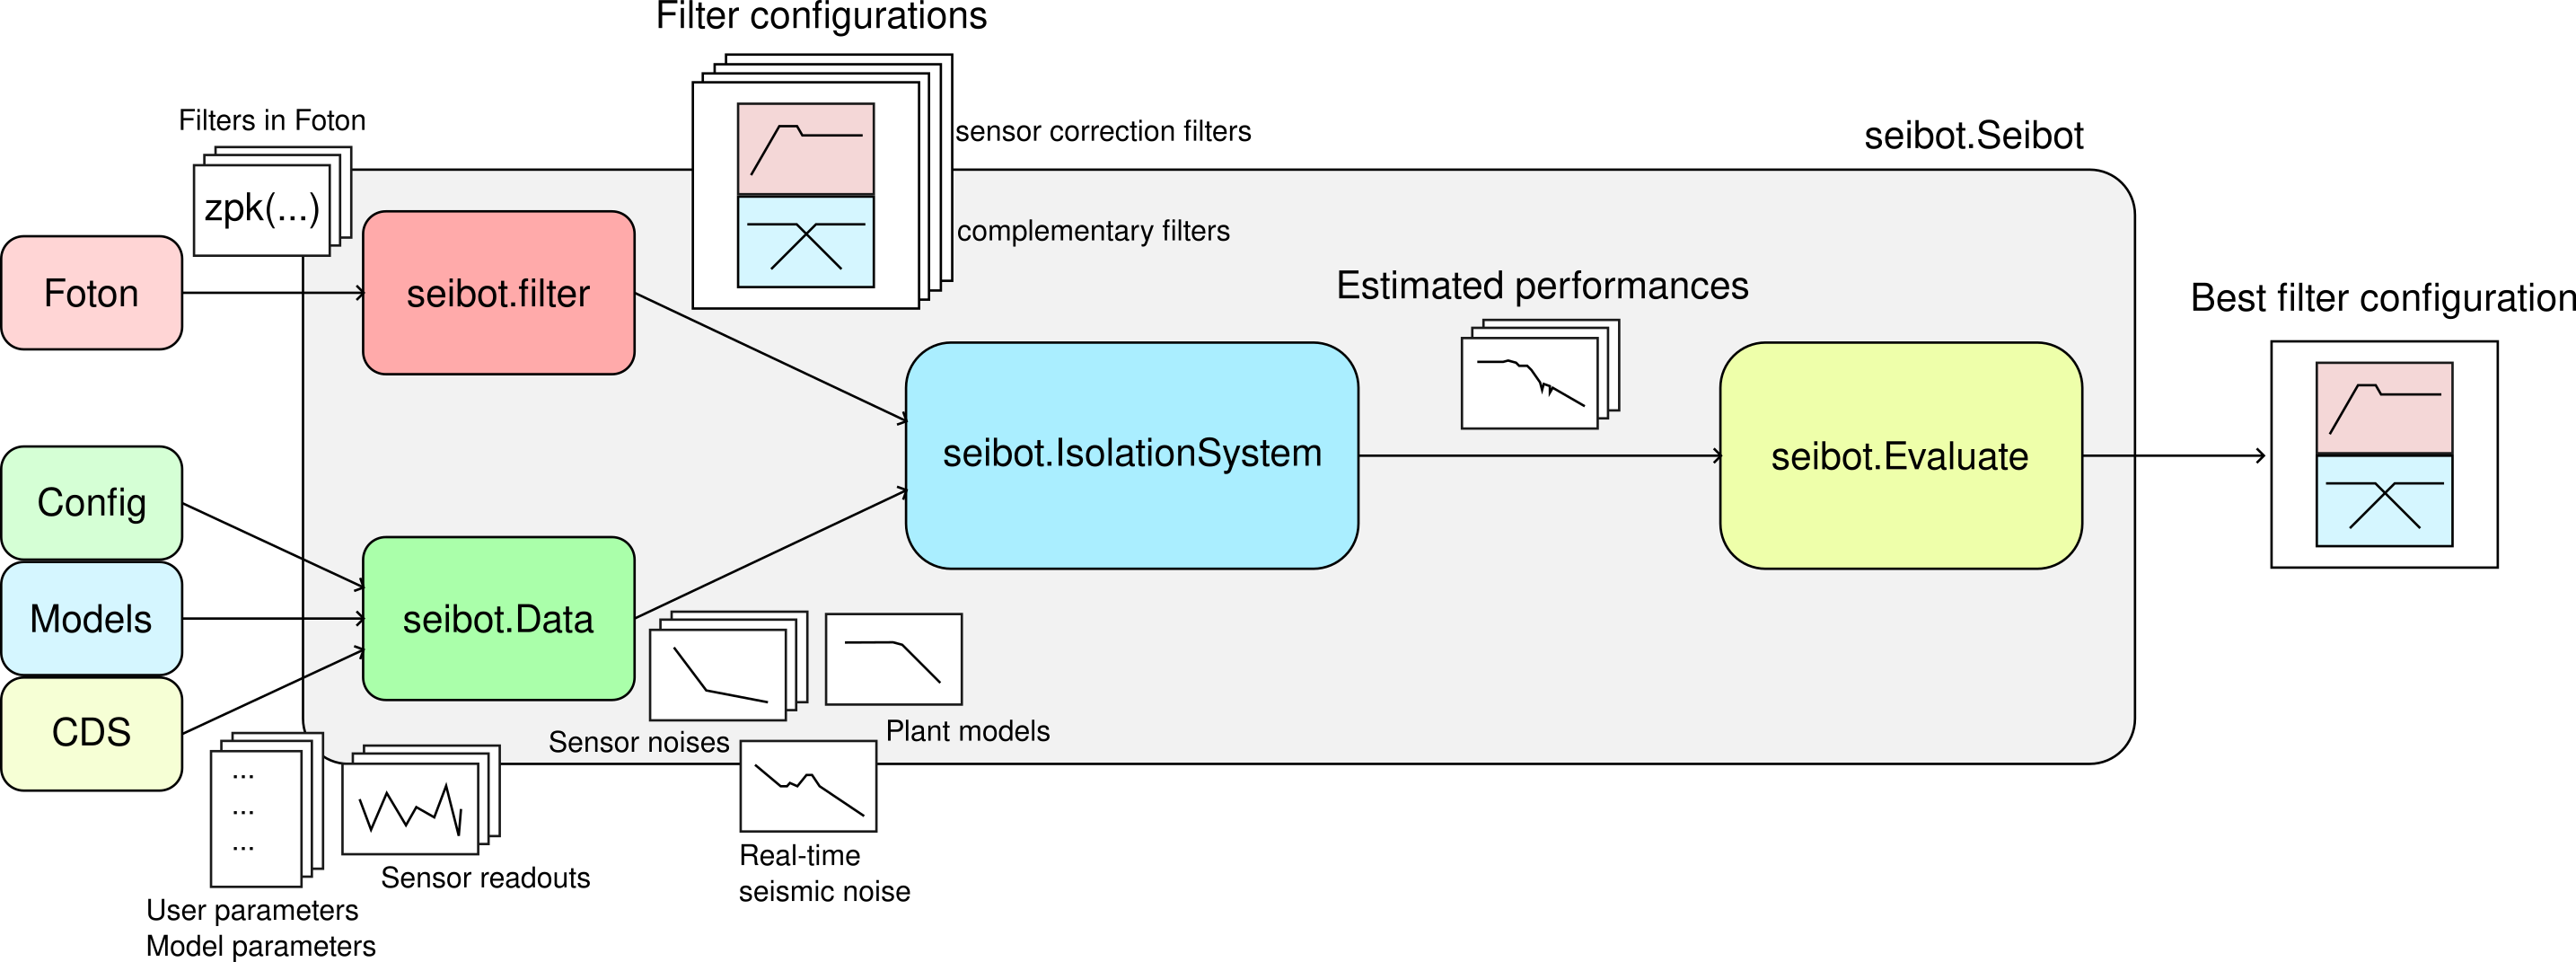 Filter configurations
Filters in Foton
sensor correction filters
seibot.Seibot
zpk(...)
complementary filters
Foton
seibot.filter
Estimated performances
Best filter configuration
seibot.IsolationSystem
seibot.Evaluate
Config
Models
seibot.Data
CDS
Sensor noises
Plant models
...
...
...
Real-time
seismic noise
Sensor readouts
User parameters
Model parameters